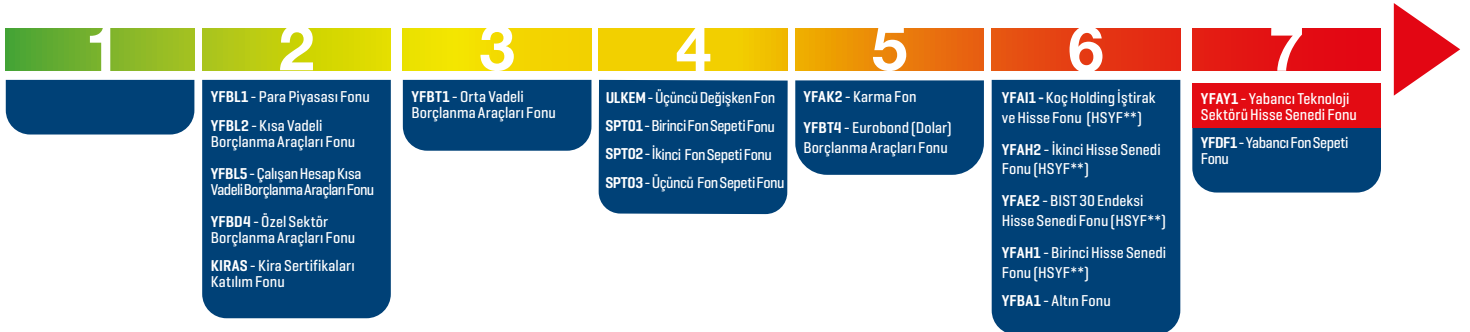 1
2
YFBL1 - Para Piyasası Fonu
YFBL2 - Kısa Vadeli
Borçlanma Araçları Fonu
YFBL5 - Çalışan Hesap Kısa
Vadeli Borçlanma Araçları Fonu
YFBD4 - Özel Sektör
Borçlanma Araçları Fonu
KIRAS - Kira Sertifikaları
Katılım Fonu
3
YFBT1 - Orta Vadeli
Borçlanma Araçları Fonu
4
ULKEM - Üçüncü Değişken Fon
SPT01 - Birinci Fon Sepeti Fonu
SPT02 - İkinci Fon Sepeti Fonu
SPT03 - Üçüncü Fon Sepeti Fonu
5
YFAK2 - Karma Fon
YFBT4 - Eurobond (Dolar)
Borçlanma Araçları Fonu
6
YFAI1 - Koç Holding İştirak
ve Hisse Fonu (HSYF**)
YFAH2 - İkinci Hisse Senedi
Fonu (HSYF**)
YFAE2 - BIST 30 Endeksi
Hisse Senedi Fonu (HSYF**)
YFAH1 - Birinci Hisse Senedi
Fonu (HSYF**)
YFBA1 - Altın Fonu
7
YFAY1 - Yabancı Teknoloji
Sektörü Hisse Senedi Fonu
YFDF1 - Yabancı Fon Sepeti
Fonu